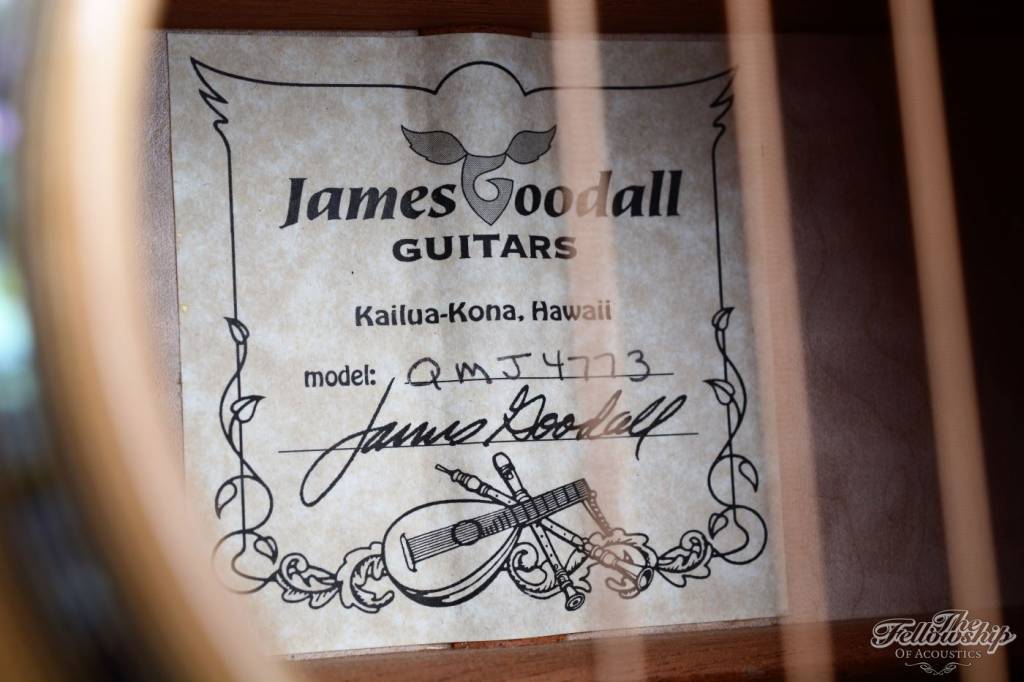 James Goodall
GUITARS
Kailua-Kona, Hawaii
model: QMJ4773
James Goodall
The
Fellowship
OF ACOUSTICS